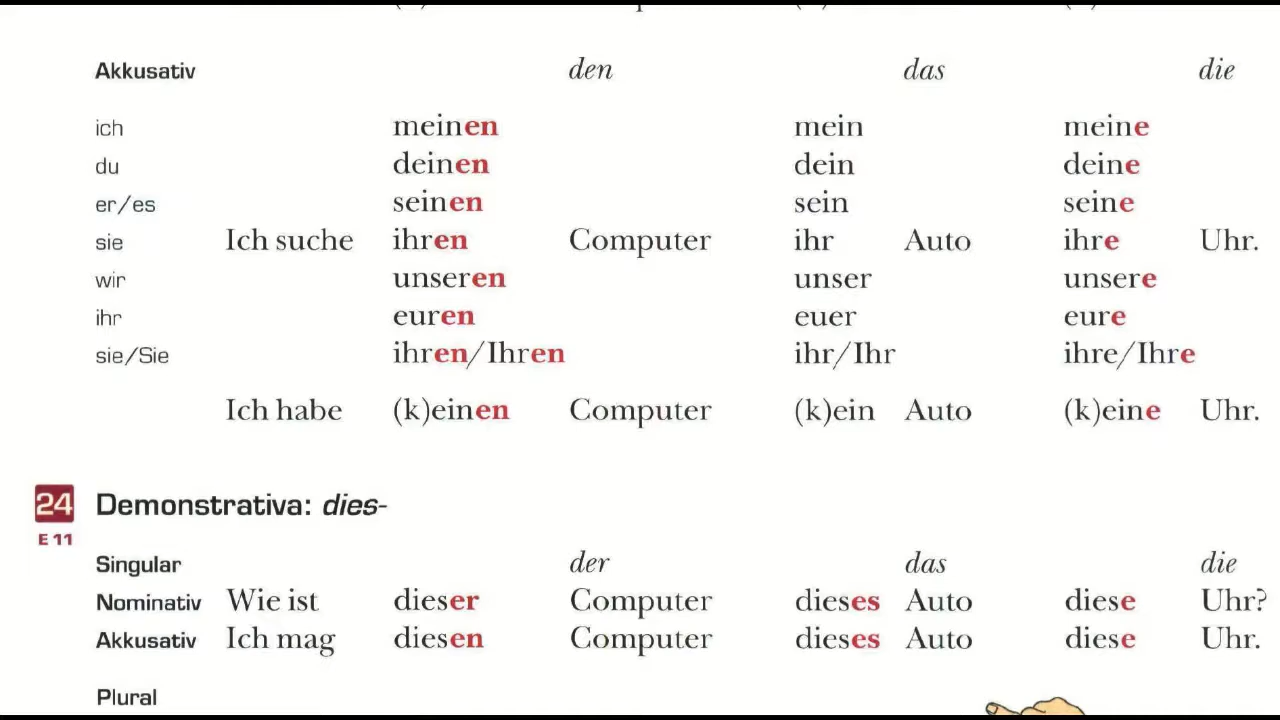 Akkusativ den das die
ich meinen mein meine
du deinen dein deine
er/es seinen sein seine
sie Ich suche ihren Computer ihr Auto ihre Uhr.
wir unseren unser unsere
ihr euren euer eure
sie/Sie ihren/Ihren ihr/Ihr ihre/Ihre
Ich habe (k)einen Computer (k)ein Auto (k)eine Uhr.
24 Demonstrativa: dies-
E 11
Singular der das die
Nominativ Wie ist dieser Computer dieses Auto diese Uhr?
Akkusativ Ich mag diesen Computer dieses Auto diese Uhr.
Plural